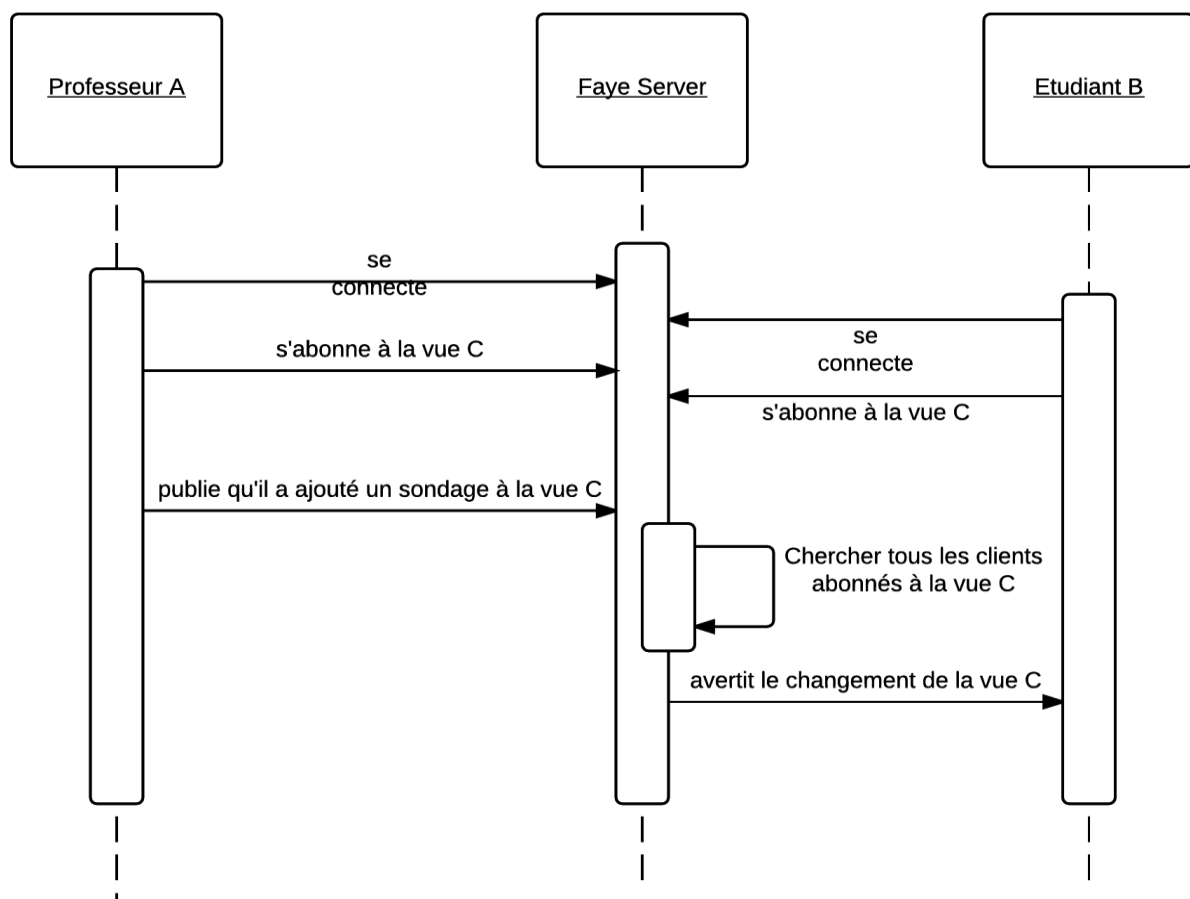 Professeur A
Faye Server
Etudiant B
se
connecte
se
connecte
s'abonne à la vue C
s'abonne à la vue C
publie qu'il a ajouté un sondage à la vue C
Chercher tous les clients
abonnés à la vue C
avertit le changement de la vue C